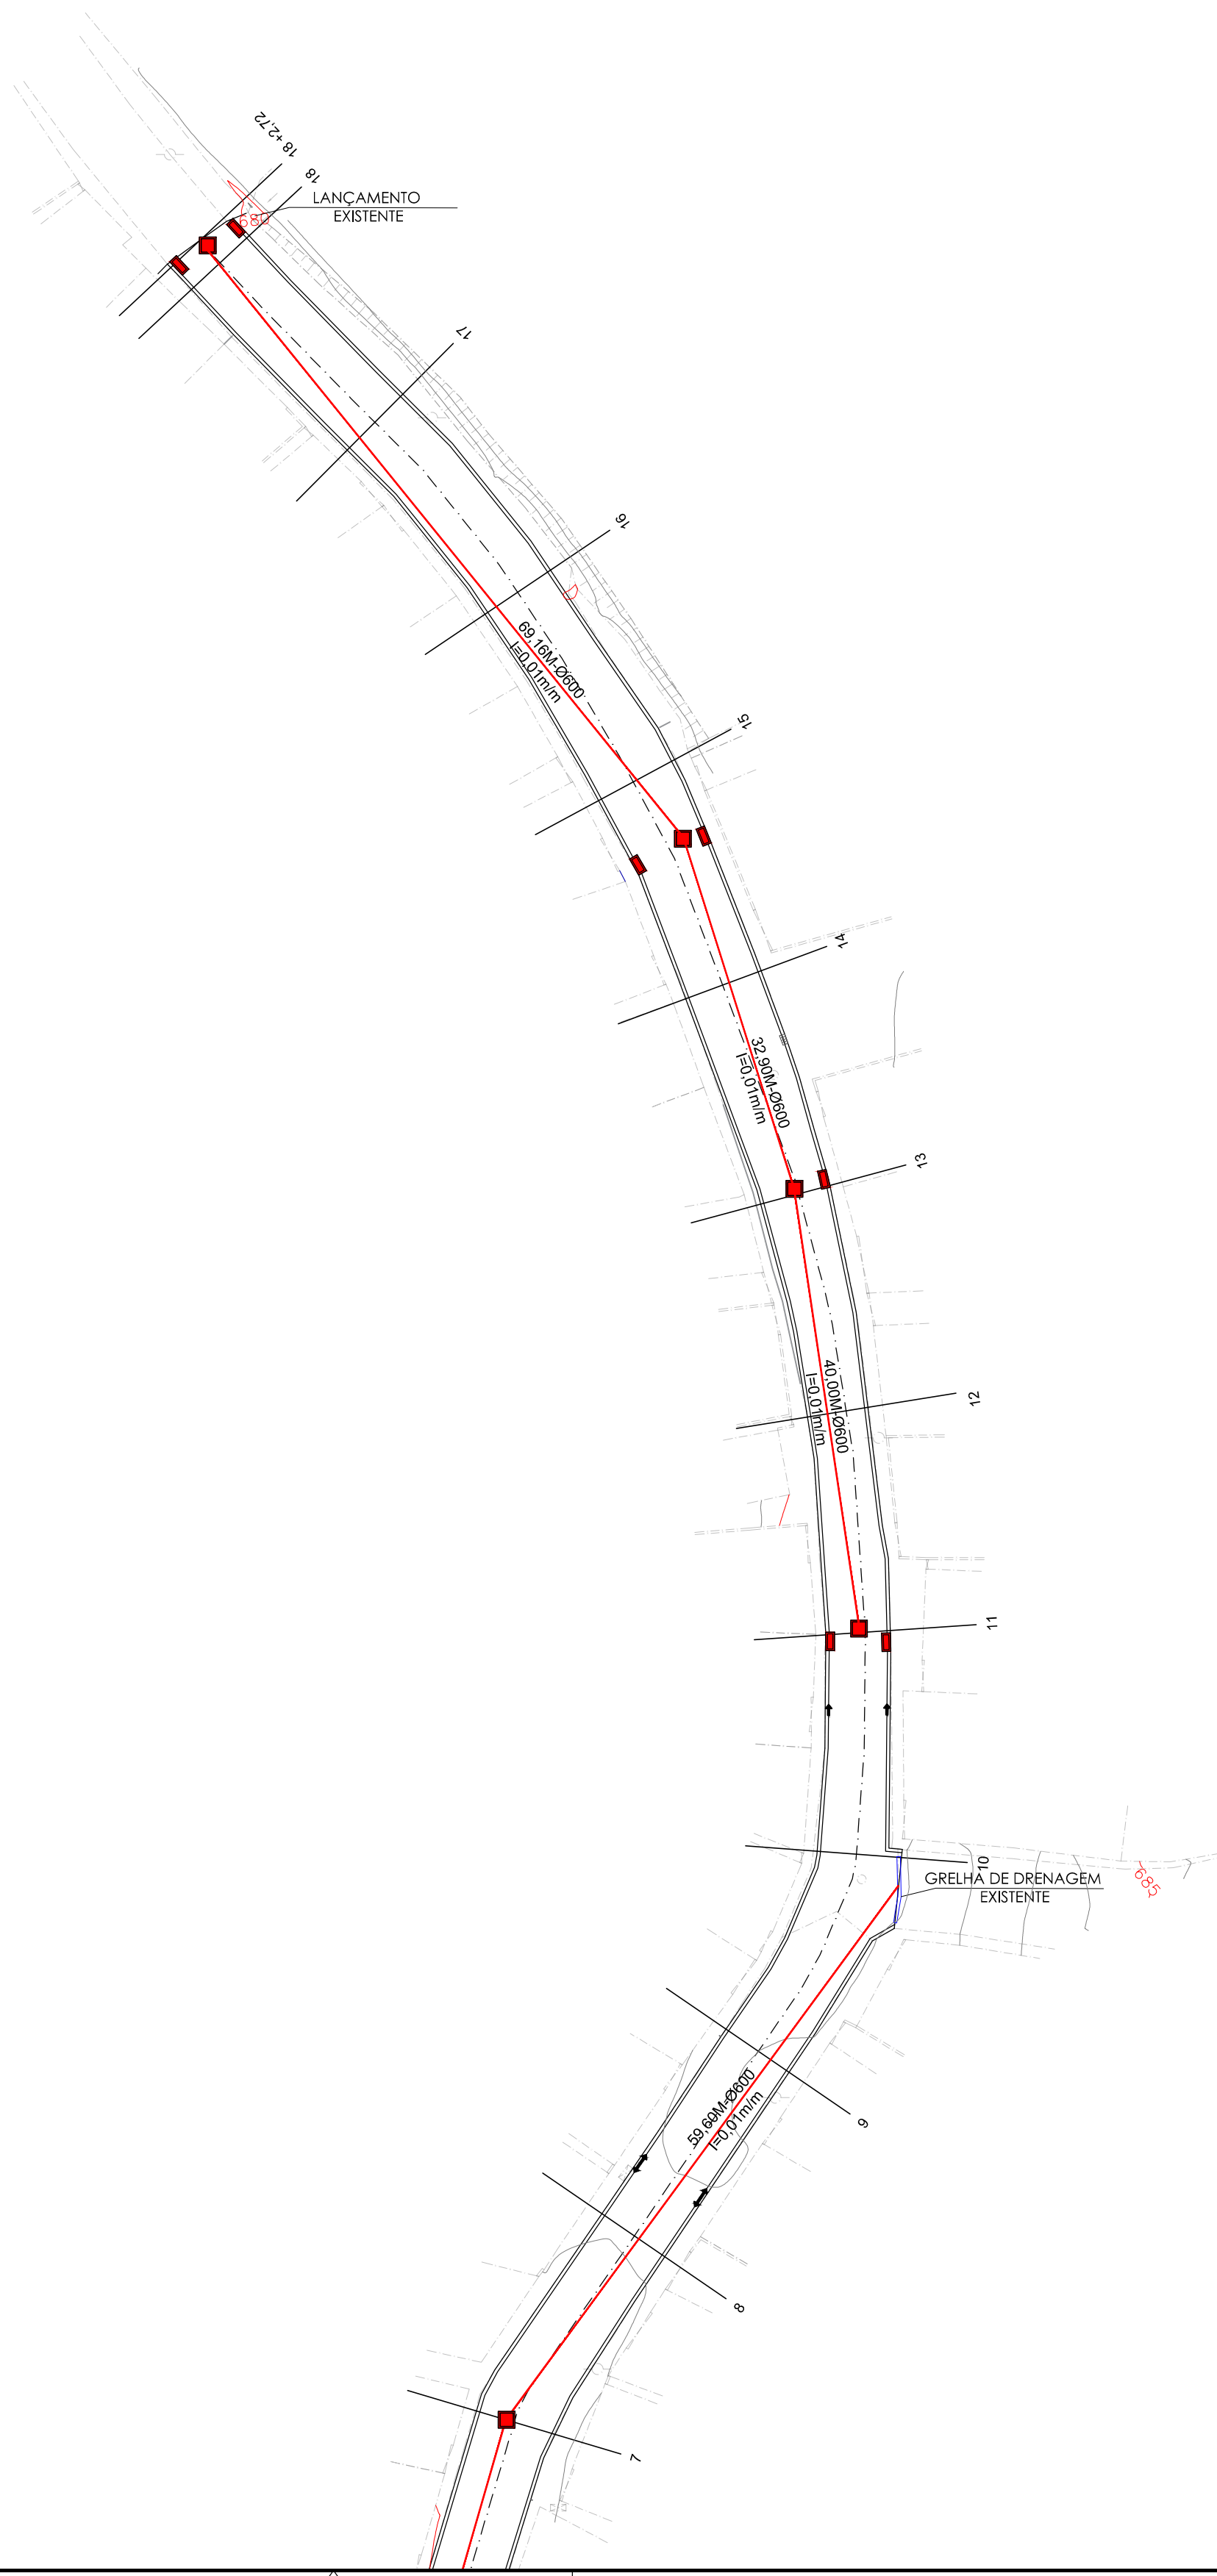 18 +2,72
18
LANÇAMENTO
EXISTENTE
680
17
16
69,16M-Ø600
I=0,01m/m
15
14
32,90M-Ø600
I=0,01m/m
13
40,00M-Ø600
I=0,01m/m
12
11
10
GRELHA DE DRENAGEM
EXISTENTE
685
9
59,60M-Ø600
I=0,01m/m
8
7